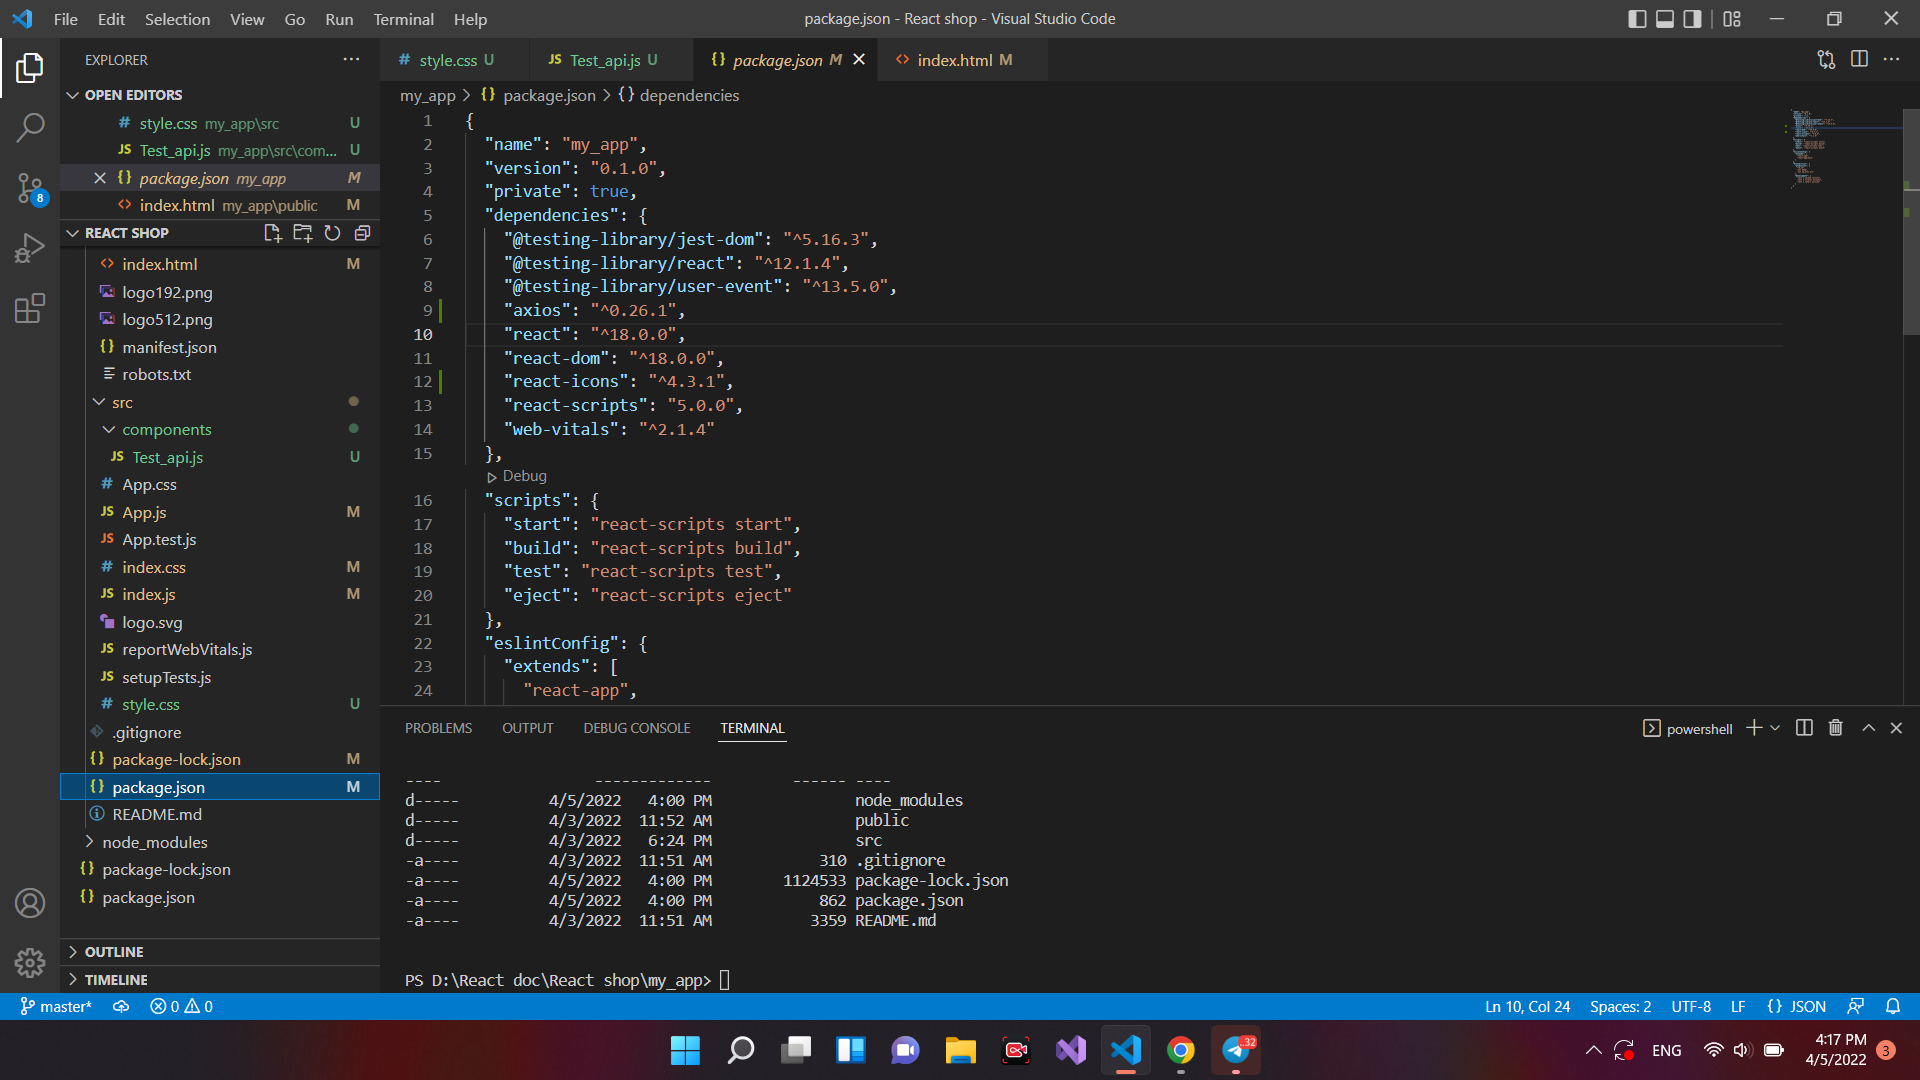 File Edit Selection View Go Run Terminal Help
package.json - React shop - Visual Studio Code
EXPLORER
OPEN EDITORS
# style.css my_app\src U
JS Test_api.js my_app\src\com... U
{} package.json my_app M
<> index.html my_app\public M
8
REACT SHOP
<> index.html M
logo192.png
logo512.png
{} manifest.json
robots.txt
src
components
JS Test_api.js U
# App.css
JS App.js M
JS App.test.js
# index.css M
JS index.js M
logo.svg
JS reportWebVitals.js
JS setupTests.js
# style.css U
.gitignore
{} package-lock.json M
{} package.json M
README.md
node_modules
{} package-lock.json
{} package.json
OUTLINE
TIMELINE
# style.css U JS Test_api.js U {} package.json M <> index.html M
my_app > {} package.json > {} dependencies
1 {
2 "name": "my_app",
3 "version": "0.1.0",
4 "private": true,
5 "dependencies": {
6 "@testing-library/jest-dom": "^5.16.3",
7 "@testing-library/react": "^12.1.4",
8 "@testing-library/user-event": "^13.5.0",
9 "axios": "^0.26.1",
10 "react": "^18.0.0",
11 "react-dom": "^18.0.0",
12 "react-icons": "^4.3.1",
13 "react-scripts": "5.0.0",
14 "web-vitals": "^2.1.4"
15 },
Debug
16 "scripts": {
17 "start": "react-scripts start",
18 "build": "react-scripts build",
19 "test": "react-scripts test",
20 "eject": "react-scripts eject"
21 },
22 "eslintConfig": {
23 "extends": [
24 "react-app",
PROBLEMS OUTPUT DEBUG CONSOLE TERMINAL
powershell
---- ------------- ------ ----
d----- 4/5/2022 4:00 PM node_modules
d----- 4/3/2022 11:52 AM public
d----- 4/3/2022 6:24 PM src
-a---- 4/3/2022 11:51 AM 310 .gitignore
-a---- 4/5/2022 4:00 PM 1124533 package-lock.json
-a---- 4/5/2022 4:00 PM 862 package.json
-a---- 4/3/2022 11:51 AM 3359 README.md
PS D:\React doc\React shop\my_app>
master* 0 0
Ln 10, Col 24 Spaces: 2 UTF-8 LF {} JSON
..32
ENG
4:17 PM
4/5/2022
3